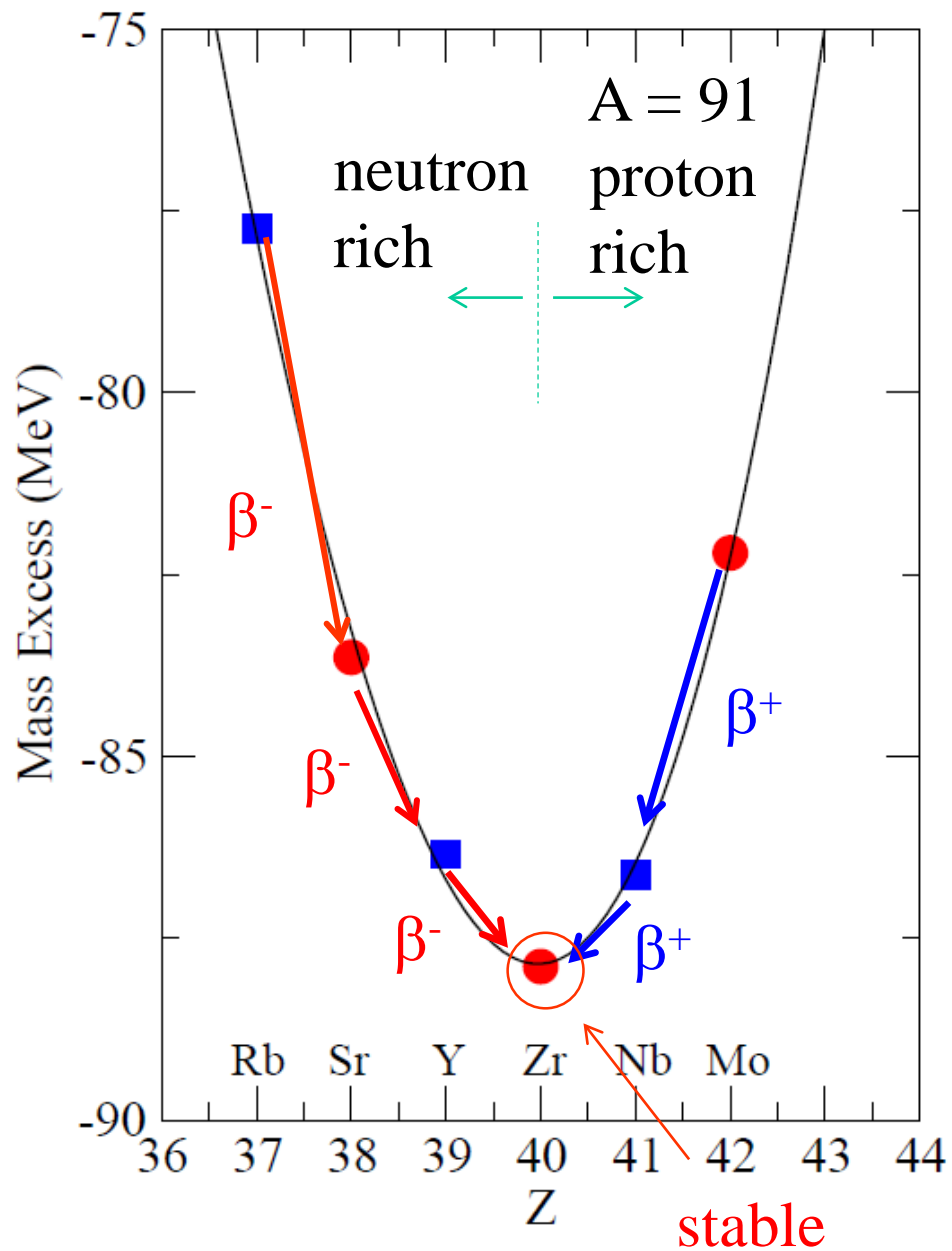 -75
A = 91
neutron
rich
proton
rich
-80
Mass Excess (MeV)
β-
β+
-85
β-
β-
β+
Rb Sr Y Zr Nb Mo
-90
36 37 38 39 40 41 42 43 44
Z
stable